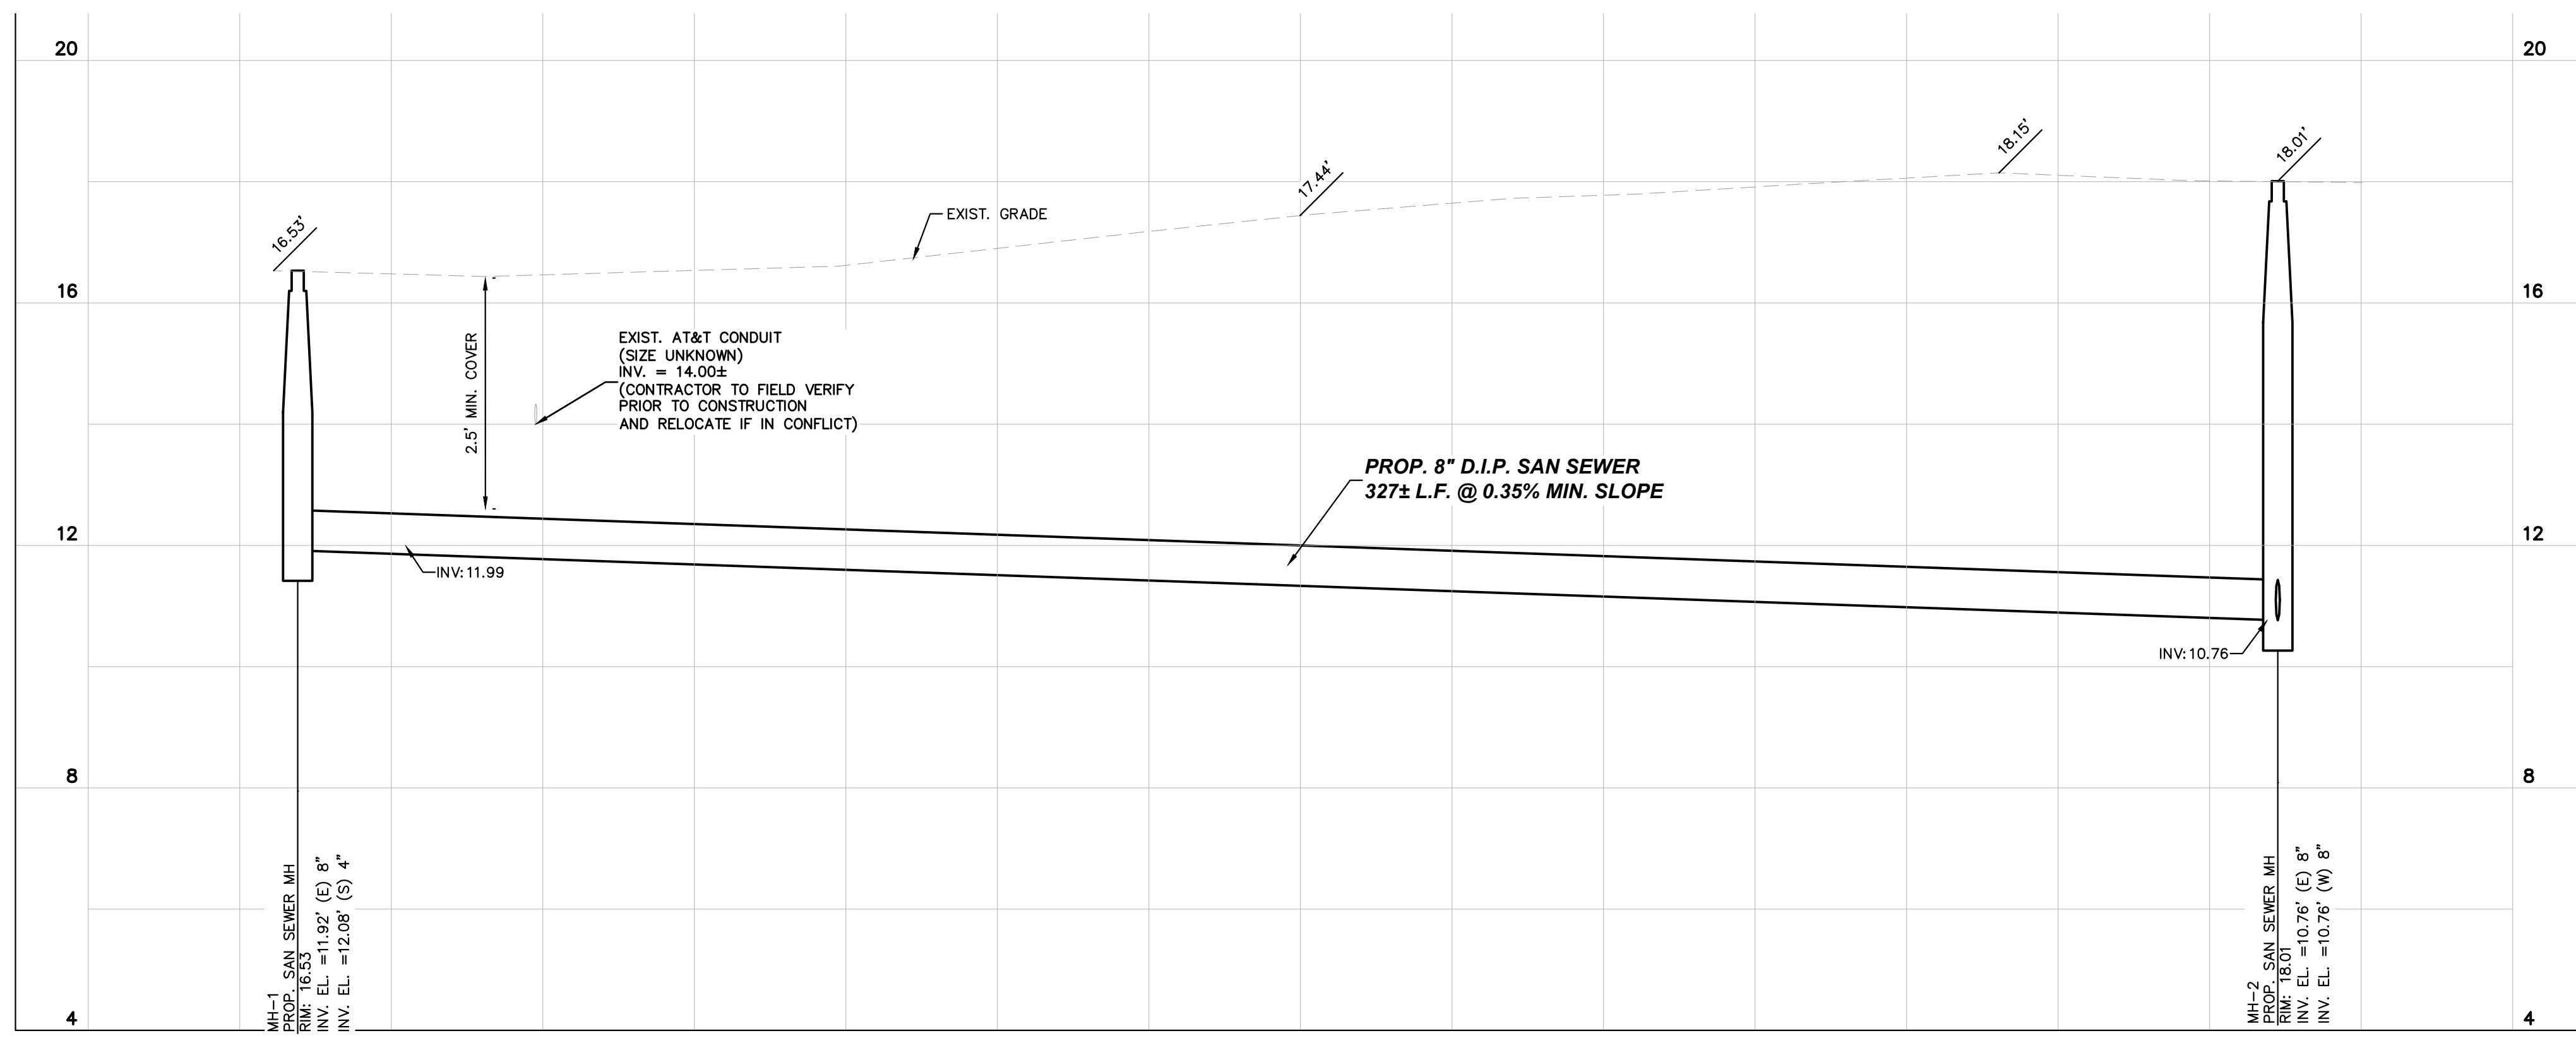 20
20
18.15'
18.01'
17.44'
EXIST. GRADE
16.53'
16
16
2.5' MIN. COVER
EXIST. AT&T CONDUIT
(SIZE UNKNOWN)
INV. = 14.00±
(CONTRACTOR TO FIELD VERIFY
PRIOR TO CONSTRUCTION
AND RELOCATE IF IN CONFLICT)
PROP. 8" D.I.P. SAN SEWER
327± L.F. @ 0.35% MIN. SLOPE
12
12
INV:11.99
INV:10.76
8
8
MH-1
PROP. SAN SEWER MH
RIM: 16.53
INV. EL. =11.92' (E) 8"
INV. EL. =12.08' (S) 4"
MH-2
PROP. SAN SEWER MH
RIM: 18.01
INV. EL. =10.76' (E) 8"
INV. EL. =10.76' (W) 8"
4
4